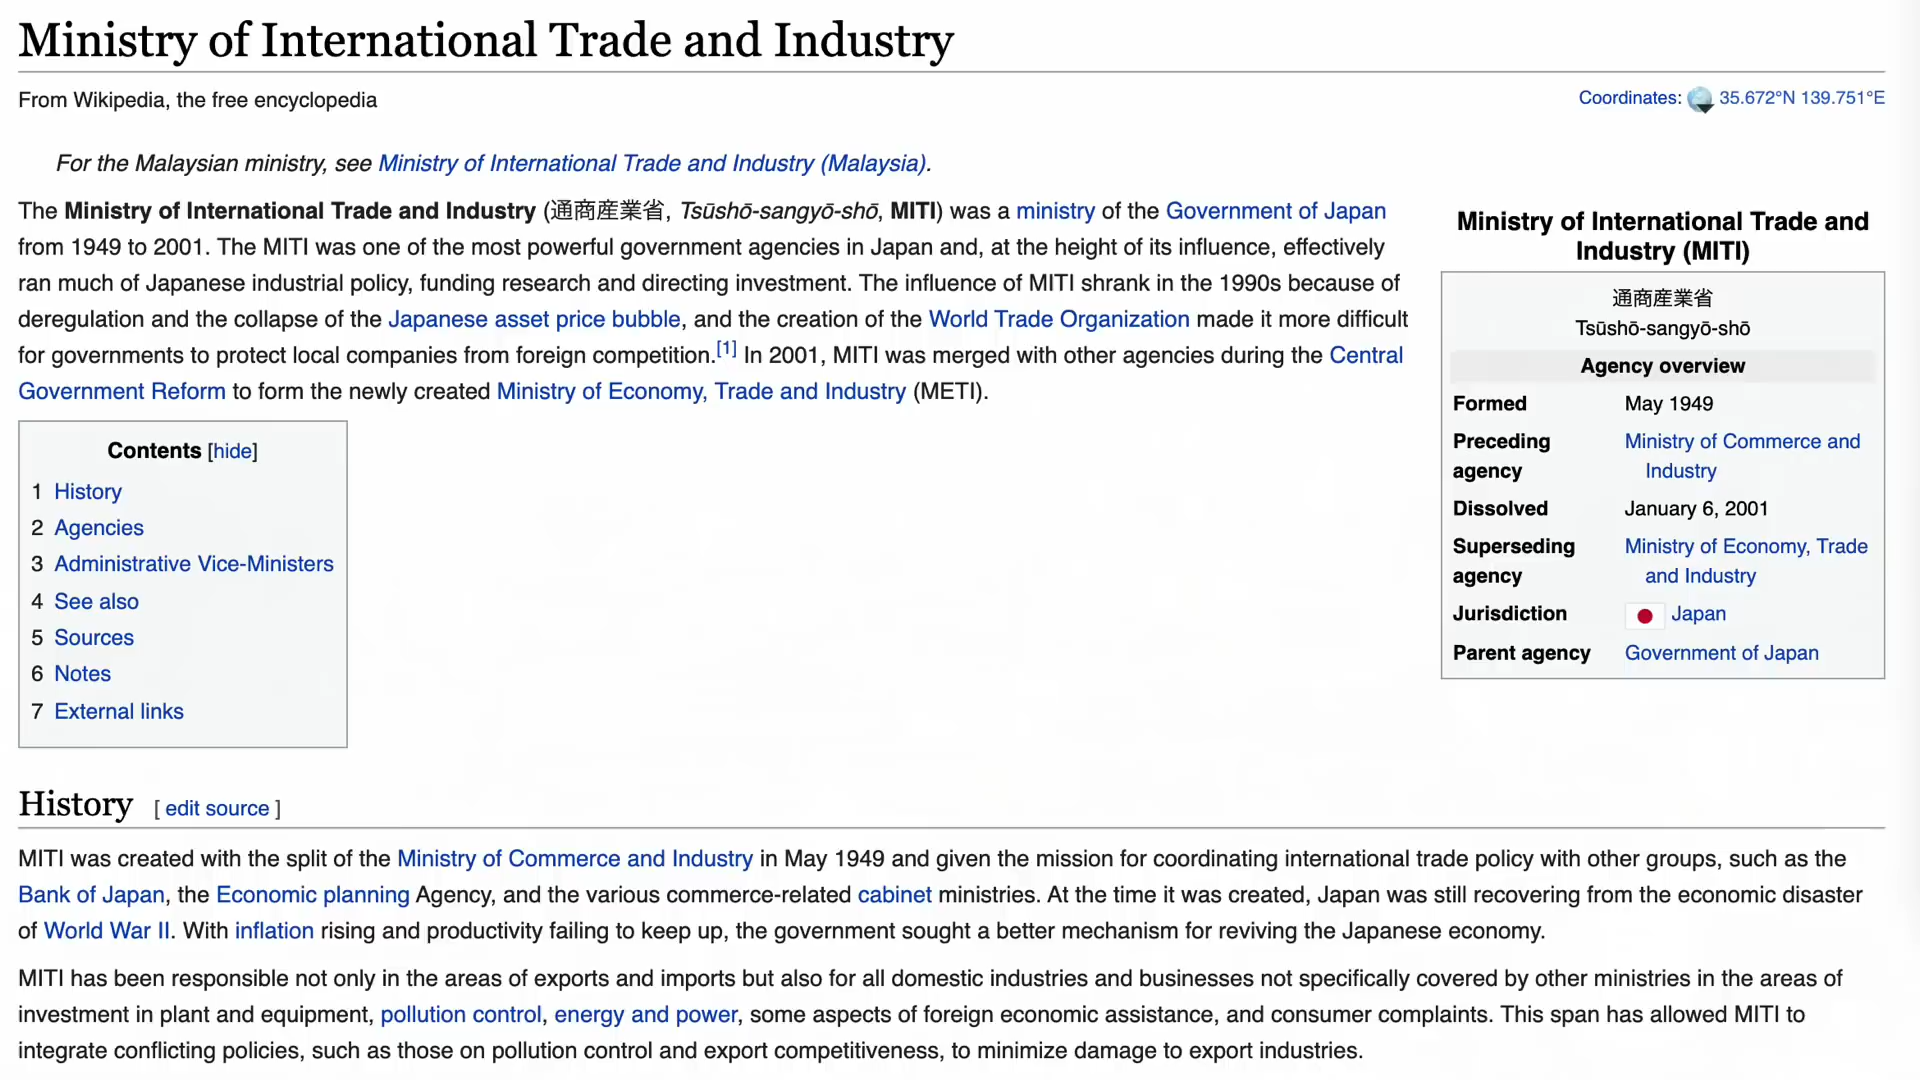 Ministry of International Trade and Industry
From Wikipedia, the free encyclopedia
Coordinates: 35.672°N 139.751°E
For the Malaysian ministry, see Ministry of International Trade and Industry (Malaysia).
The Ministry of International Trade and Industry (通商産業省, Tsūshō-sangyō-shō, MITI) was a ministry of the Government of Japan
from 1949 to 2001. The MITI was one of the most powerful government agencies in Japan and, at the height of its influence, effectively
ran much of Japanese industrial policy, funding research and directing investment. The influence of MITI shrank in the 1990s because of
deregulation and the collapse of the Japanese asset price bubble, and the creation of the World Trade Organization made it more difficult
for governments to protect local companies from foreign competition.[1] In 2001, MITI was merged with other agencies during the Central
Government Reform to form the newly created Ministry of Economy, Trade and Industry (METI).
Ministry of International Trade and
Industry (MITI)
通商産業省
Tsūshō-sangyō-shō
Agency overview
Formed May 1949
Preceding Ministry of Commerce and
agency Industry
Dissolved January 6, 2001
Superseding Ministry of Economy, Trade
agency and Industry
Jurisdiction Japan
Parent agency Government of Japan
Contents [hide]
1 History
2 Agencies
3 Administrative Vice-Ministers
4 See also
5 Sources
6 Notes
7 External links
History [ edit source ]
MITI was created with the split of the Ministry of Commerce and Industry in May 1949 and given the mission for coordinating international trade policy with other groups, such as the
Bank of Japan, the Economic planning Agency, and the various commerce-related cabinet ministries. At the time it was created, Japan was still recovering from the economic disaster
of World War II. With inflation rising and productivity failing to keep up, the government sought a better mechanism for reviving the Japanese economy.
MITI has been responsible not only in the areas of exports and imports but also for all domestic industries and businesses not specifically covered by other ministries in the areas of
investment in plant and equipment, pollution control, energy and power, some aspects of foreign economic assistance, and consumer complaints. This span has allowed MITI to
integrate conflicting policies, such as those on pollution control and export competitiveness, to minimize damage to export industries.